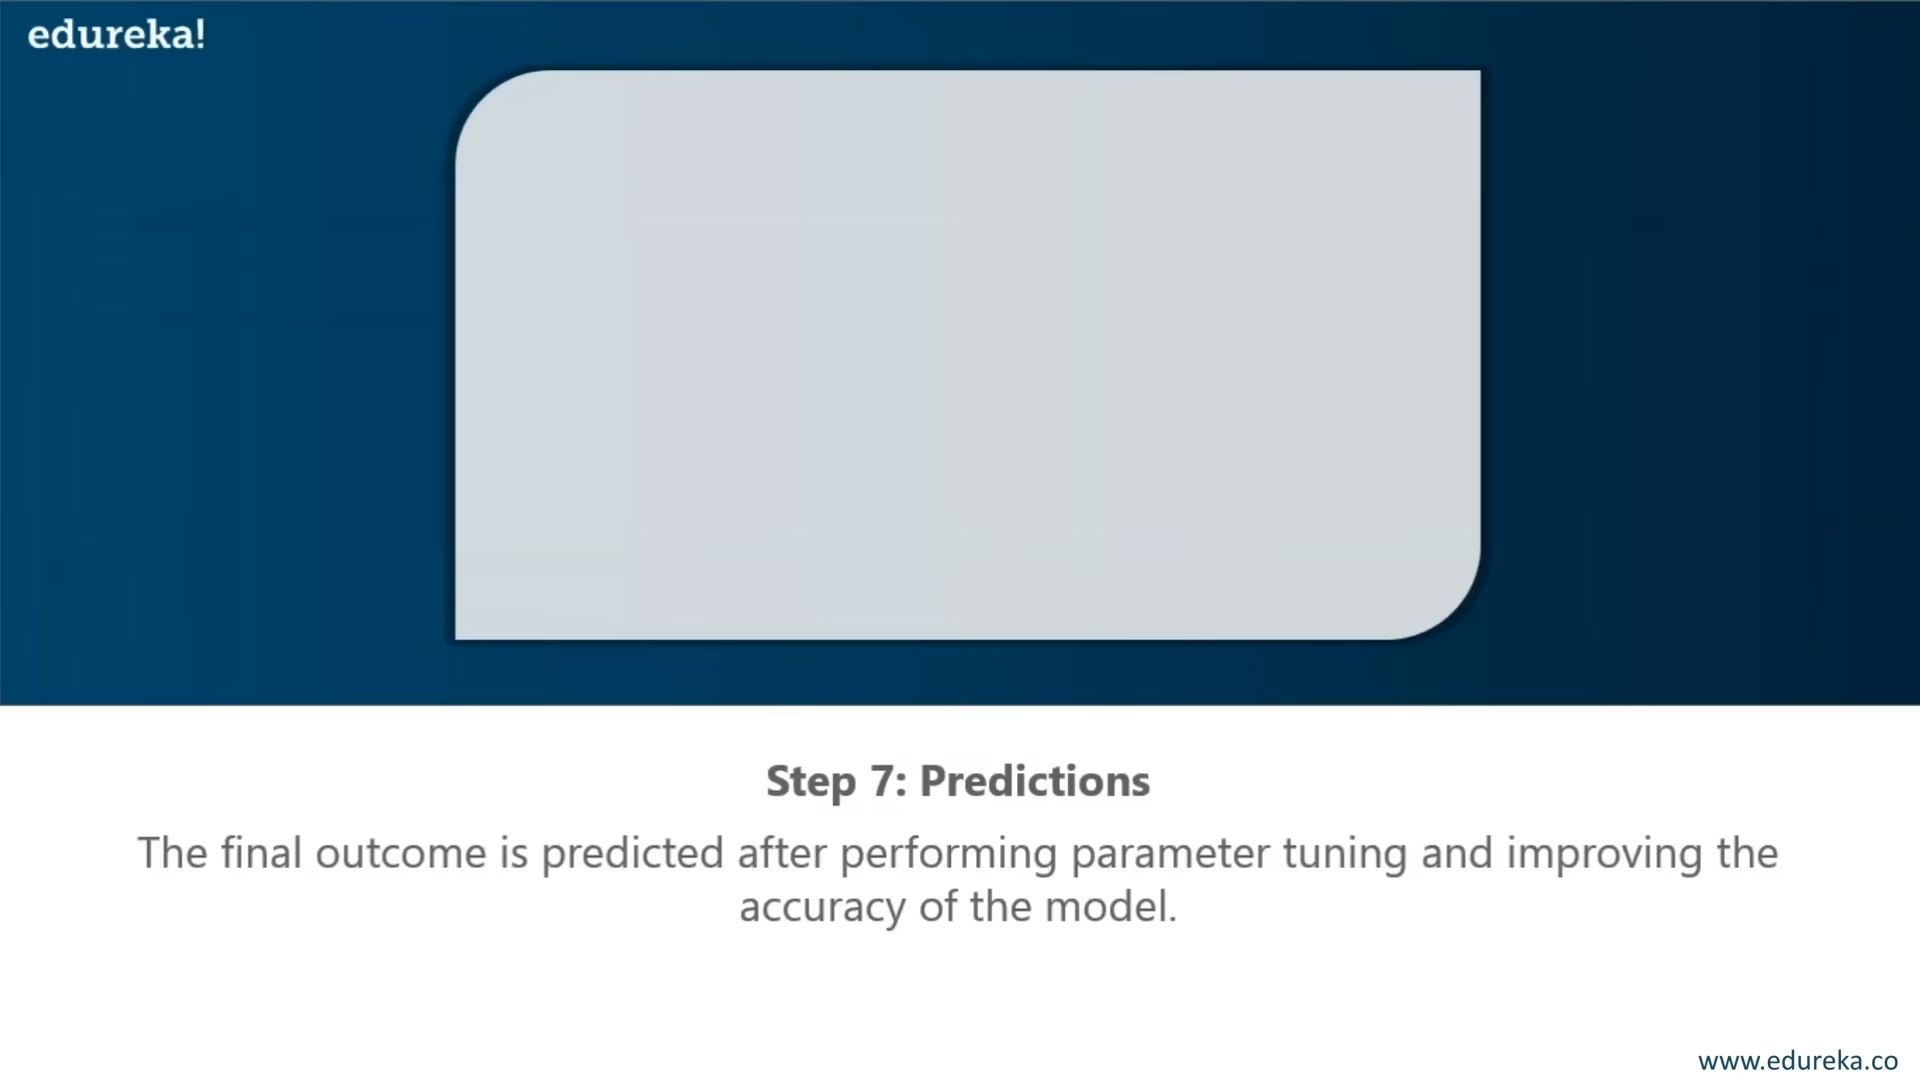 edureka!
Step 7: Predictions
The final outcome is predicted after performing parameter tuning and improving the
accuracy of the model.
www.edureka.co